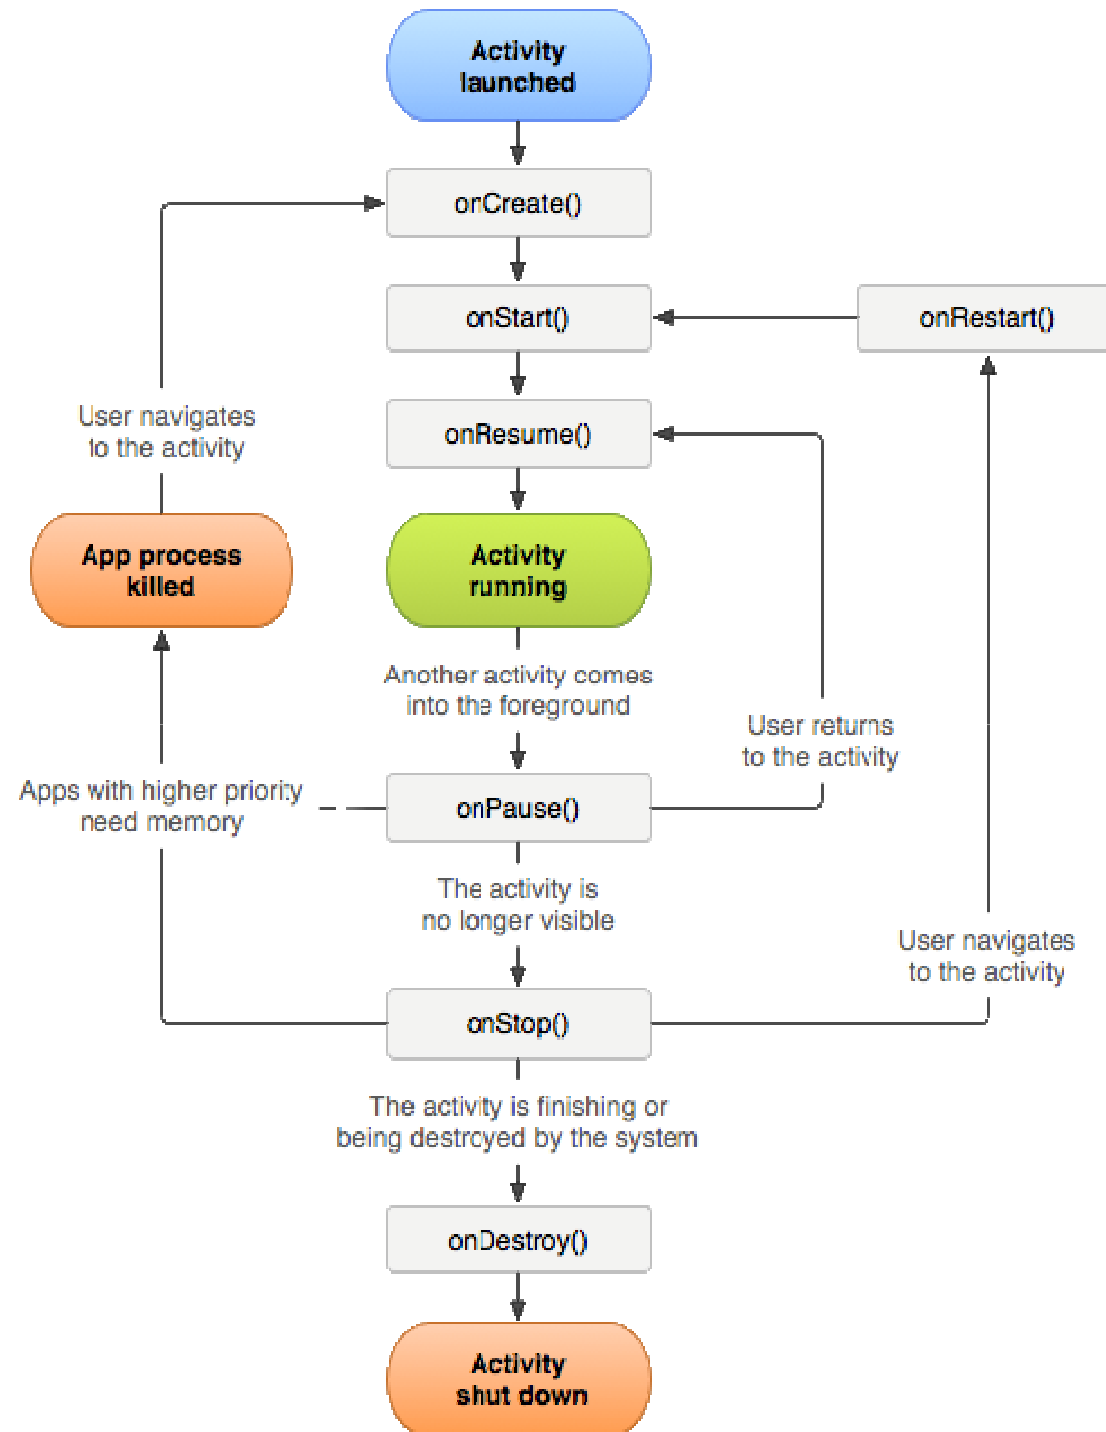 Activity
launched
onCreate()
onStart()
onRestart()
User navigates
to the activity
onResume()
App process
killed
Activity
running
Another activity comes
into the foreground
User returns
to the activity
Apps with higher priority
need memory
onPause()
The activity is
no longer visible
User navigates
to the activity
onStop()
The activity is finishing or
being destroyed by the system
onDestroy()
Activity
shut down